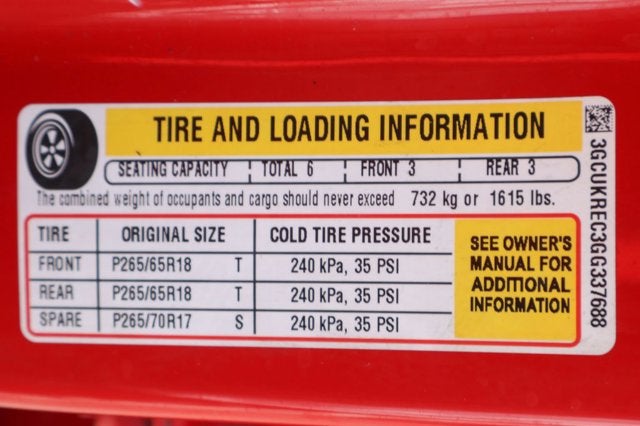 TIRE AND LOADING INFORMATION
SEATING CAPACITY TOTAL 6 FRONT 3 REAR 3
The combined weight of occupants and cargo should never exceed 732 kg or 1615 lbs.
TIRE ORIGINAL SIZE COLD TIRE PRESSURE
FRONT P265/65R18 T 240 kPa, 35 PSI
REAR P265/65R18 T 240 kPa, 35 PSI
SPARE P265/70R17 S 240 kPa, 35 PSI
SEE OWNER'S
MANUAL FOR
ADDITIONAL
INFORMATION
3GCUKREC3GG337688